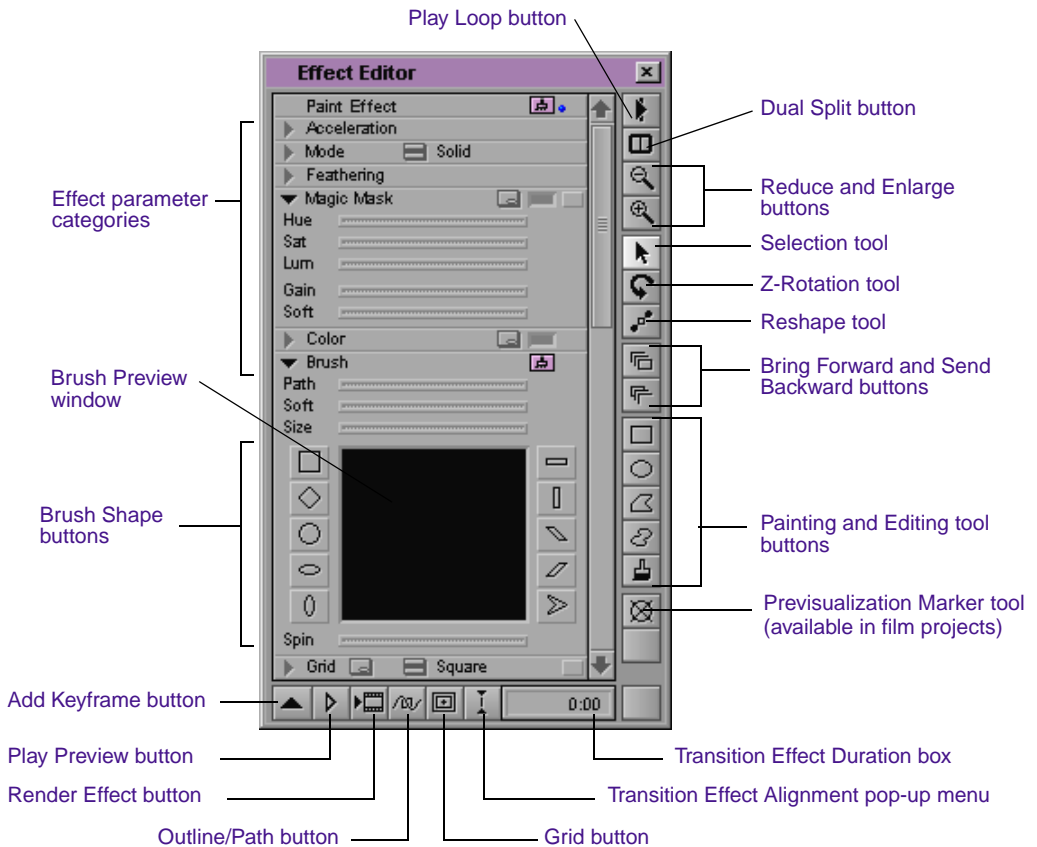 Play Loop button
Effect Editor
Paint Effect
Acceleration
Mode
Solid
Feathering
Magic Mask
Hue
Sat
Lum
Gain
Soft
Color
Brush
Path
Soft
Size
Spin
Grid
Square
0:00
Effect parameter
categories
Brush Preview
window
Brush Shape
buttons
Add Keyframe button
Play Preview button
Render Effect button
Outline/Path button
Dual Split button
Reduce and Enlarge
buttons
Selection tool
Z-Rotation tool
Reshape tool
Bring Forward and Send
Backward buttons
Painting and Editing tool
buttons
Previsualization Marker tool
(available in film projects)
Transition Effect Duration box
Transition Effect Alignment pop-up menu
Grid button